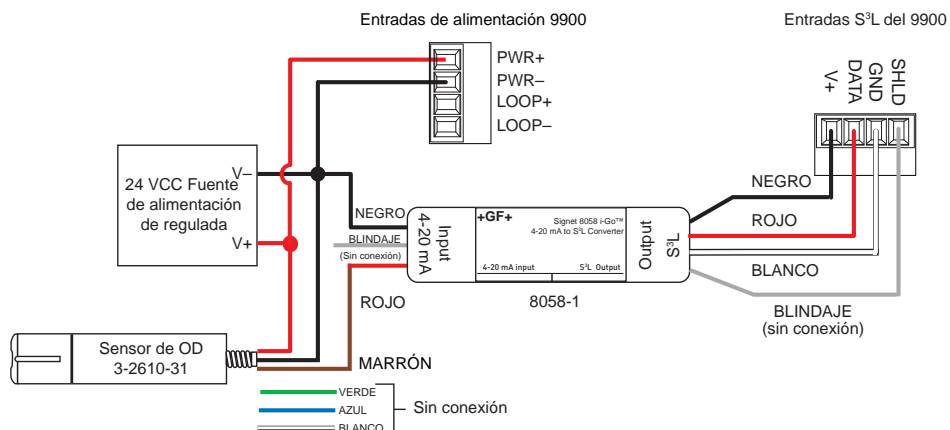 Entradas de alimentación 9900
Entradas S³L del 9900
PWR+
PWR–
LOOP+
LOOP–
V+
DATA
GND
SHLD
24 VCC Fuente
de alimentación
de regulada
V–
V+
NEGRO
BLINDAJE
(Sin conexión)
ROJO
4-20 mA
Input
+GF+
Signet 8058 i-Go™
4-20 mA to S³L Converter
4-20 mA input
S³L Output
Output
S³L
8058-1
NEGRO
ROJO
BLANCO
BLINDAJE
(sin conexión)
Sensor de OD
3-2610-31
MARRÓN
VERDE
AZUL
BLANCO
Sin conexión